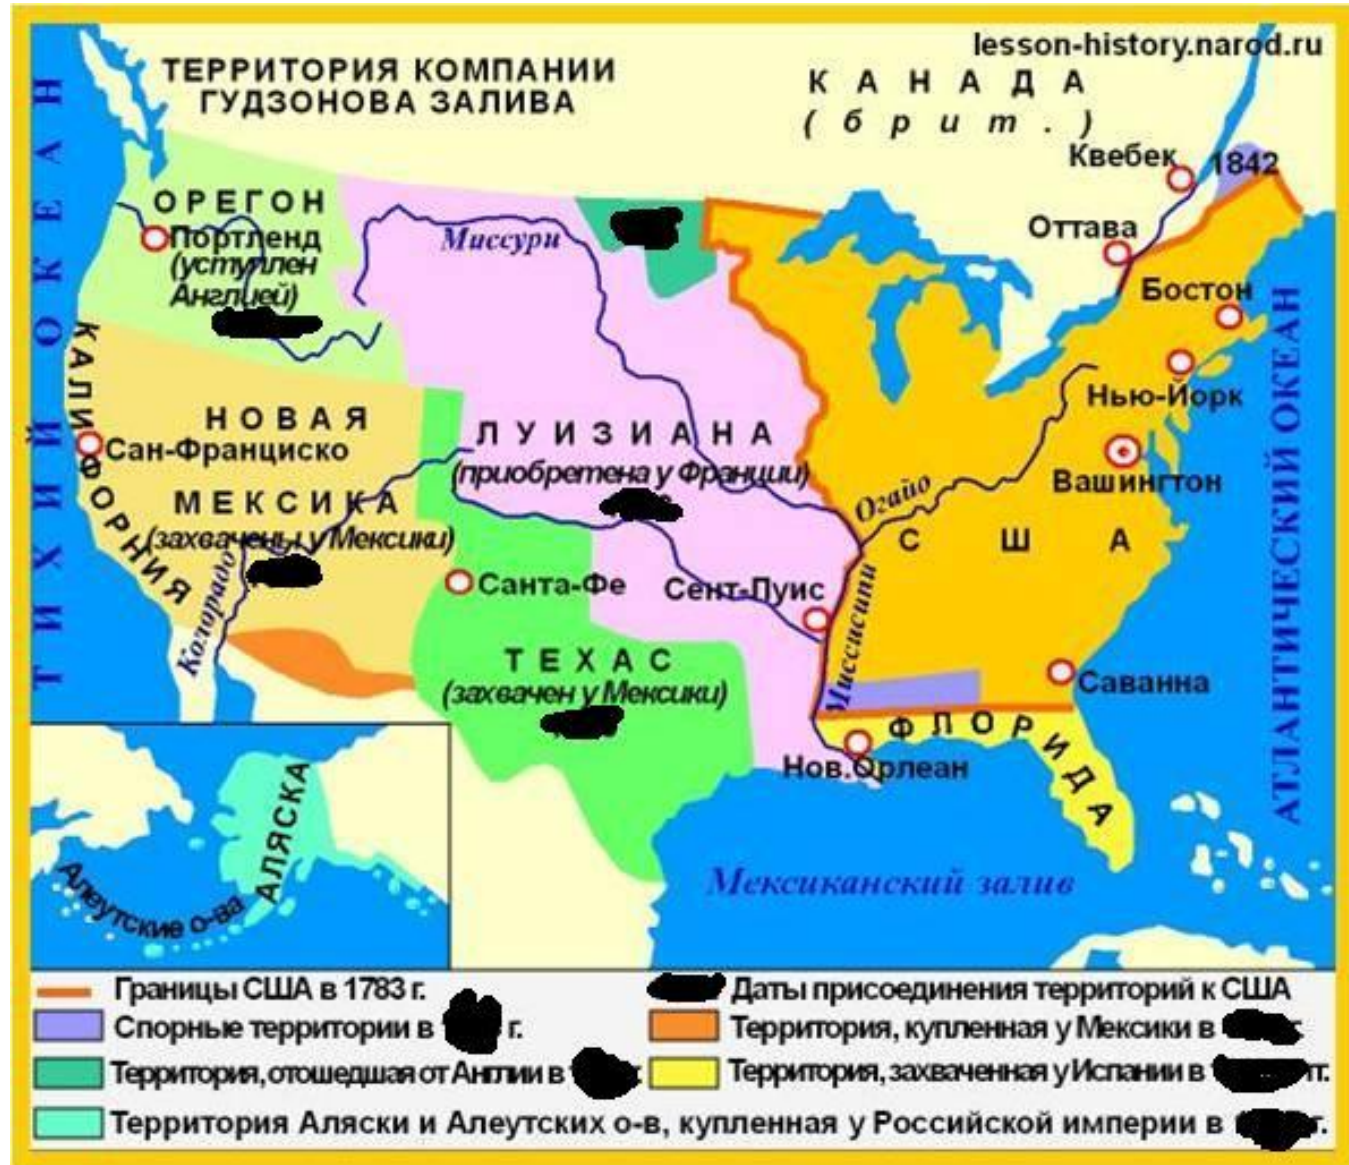 lesson-history.narod.ru
ТЕРРИТОРИЯ КОМПАНИИ
ГУДЗОНОВА ЗАЛИВА
КАНАДА
(брит.)
Квебек
1842
Оттава
Бостон
Нью-Йорк
Вашингтон
ОРЕГОН
Портленд
(уступлен
Англией)
Миссури
ТИХИЙ ОКЕАН
КАЛИФОРНИЯ
НОВАЯ
Сан-Франциско
МЕКСИКА
(захвачены у Мексики)
Колорадо
ЛУИЗИАНА
(приобретена у Франции)
Огайо
США
Санта-Фе
Сент-Луис
Миссисипи
ТЕХАС
(захвачен у Мексики)
Саванна
ФЛОРИДА
Нов.Орлеан
АТЛАНТИЧЕСКИЙ ОКЕАН
Мексиканский залив
АЛЯСКА
Алеутские о-ва
Границы США в 1783 г.
Даты присоединения территорий к США
Спорные территории в г.
Территория, купленная у Мексики в
Территория, отошедшая от Англии в
Территория, захваченная у Испании в гг.
Территория Аляски и Алеутских о-в, купленная у Российской империи в г.